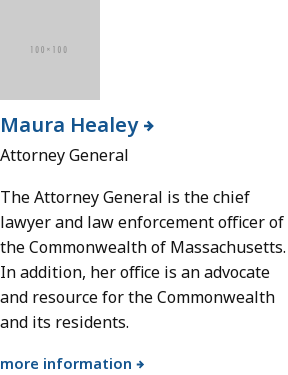 100×100
Maura Healey →
Attorney General
The Attorney General is the chief
lawyer and law enforcement officer of
the Commonwealth of Massachusetts.
In addition, her office is an advocate
and resource for the Commonwealth
and its residents.
more information →